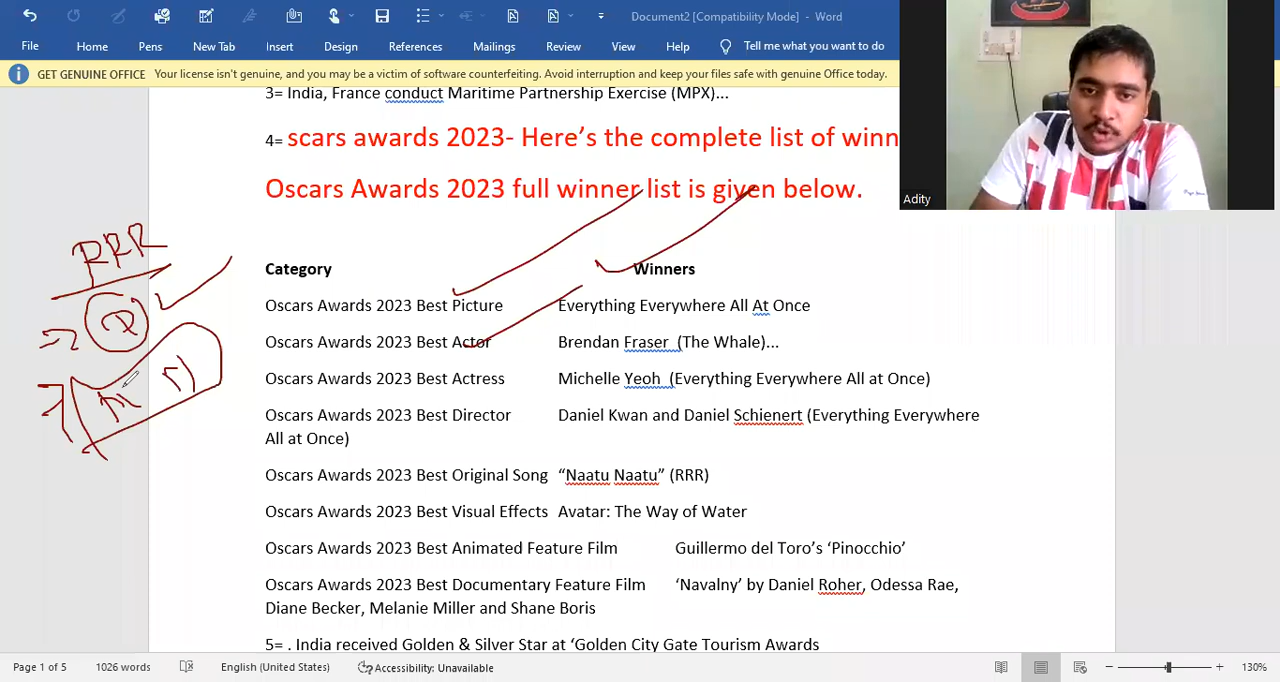 Document2 [Compatibility Mode] - Word
File Home Pens New Tab Insert Design References Mailings Review View Help Tell me what you want to do
GET GENUINE OFFICE Your license isn't genuine, and you may be a victim of software counterfeiting. Avoid interruption and keep your files safe with genuine Office today.
3= India, France conduct Maritime Partnership Exercise (MPX)...
4= scars awards 2023- Here's the complete list of winn
Oscars Awards 2023 full winner list is given below.
Adity
RRR
Category Winners
Oscars Awards 2023 Best Picture Everything Everywhere All At Once
R
Oscars Awards 2023 Best Actor Brendan Fraser (The Whale)...
Oscars Awards 2023 Best Actress Michelle Yeoh (Everything Everywhere All at Once)
Oscars Awards 2023 Best Director Daniel Kwan and Daniel Schienert (Everything Everywhere
All at Once)
Oscars Awards 2023 Best Original Song “Naatu Naatu” (RRR)
Oscars Awards 2023 Best Visual Effects Avatar: The Way of Water
Oscars Awards 2023 Best Animated Feature Film Guillermo del Toro’s ‘Pinocchio’
Oscars Awards 2023 Best Documentary Feature Film ‘Navalny’ by Daniel Roher, Odessa Rae,
Diane Becker, Melanie Miller and Shane Boris
5= . India received Golden & Silver Star at ‘Golden City Gate Tourism Awards
Page 1 of 5 1026 words English (United States) Accessibility: Unavailable 130%